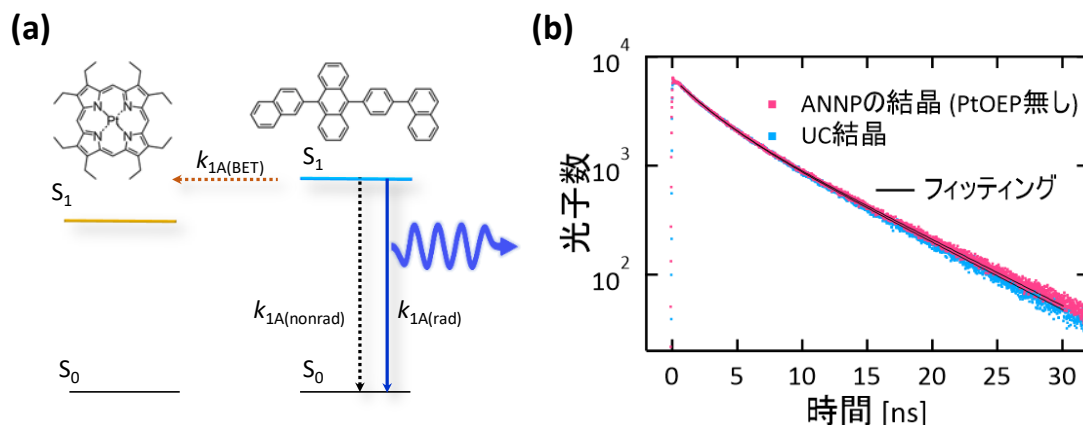 (a)
Pt
N
N
N
N
S1
k1A(BET)
S1
k1A(nonrad)
k1A(rad)
S0
S0
(b)
10^4
10^3
10^2
光子数
ANNPの結晶 (PtOEP無し)
UC結晶
フィッティング
0 5 10 15 20 25 30
時間 [ns]